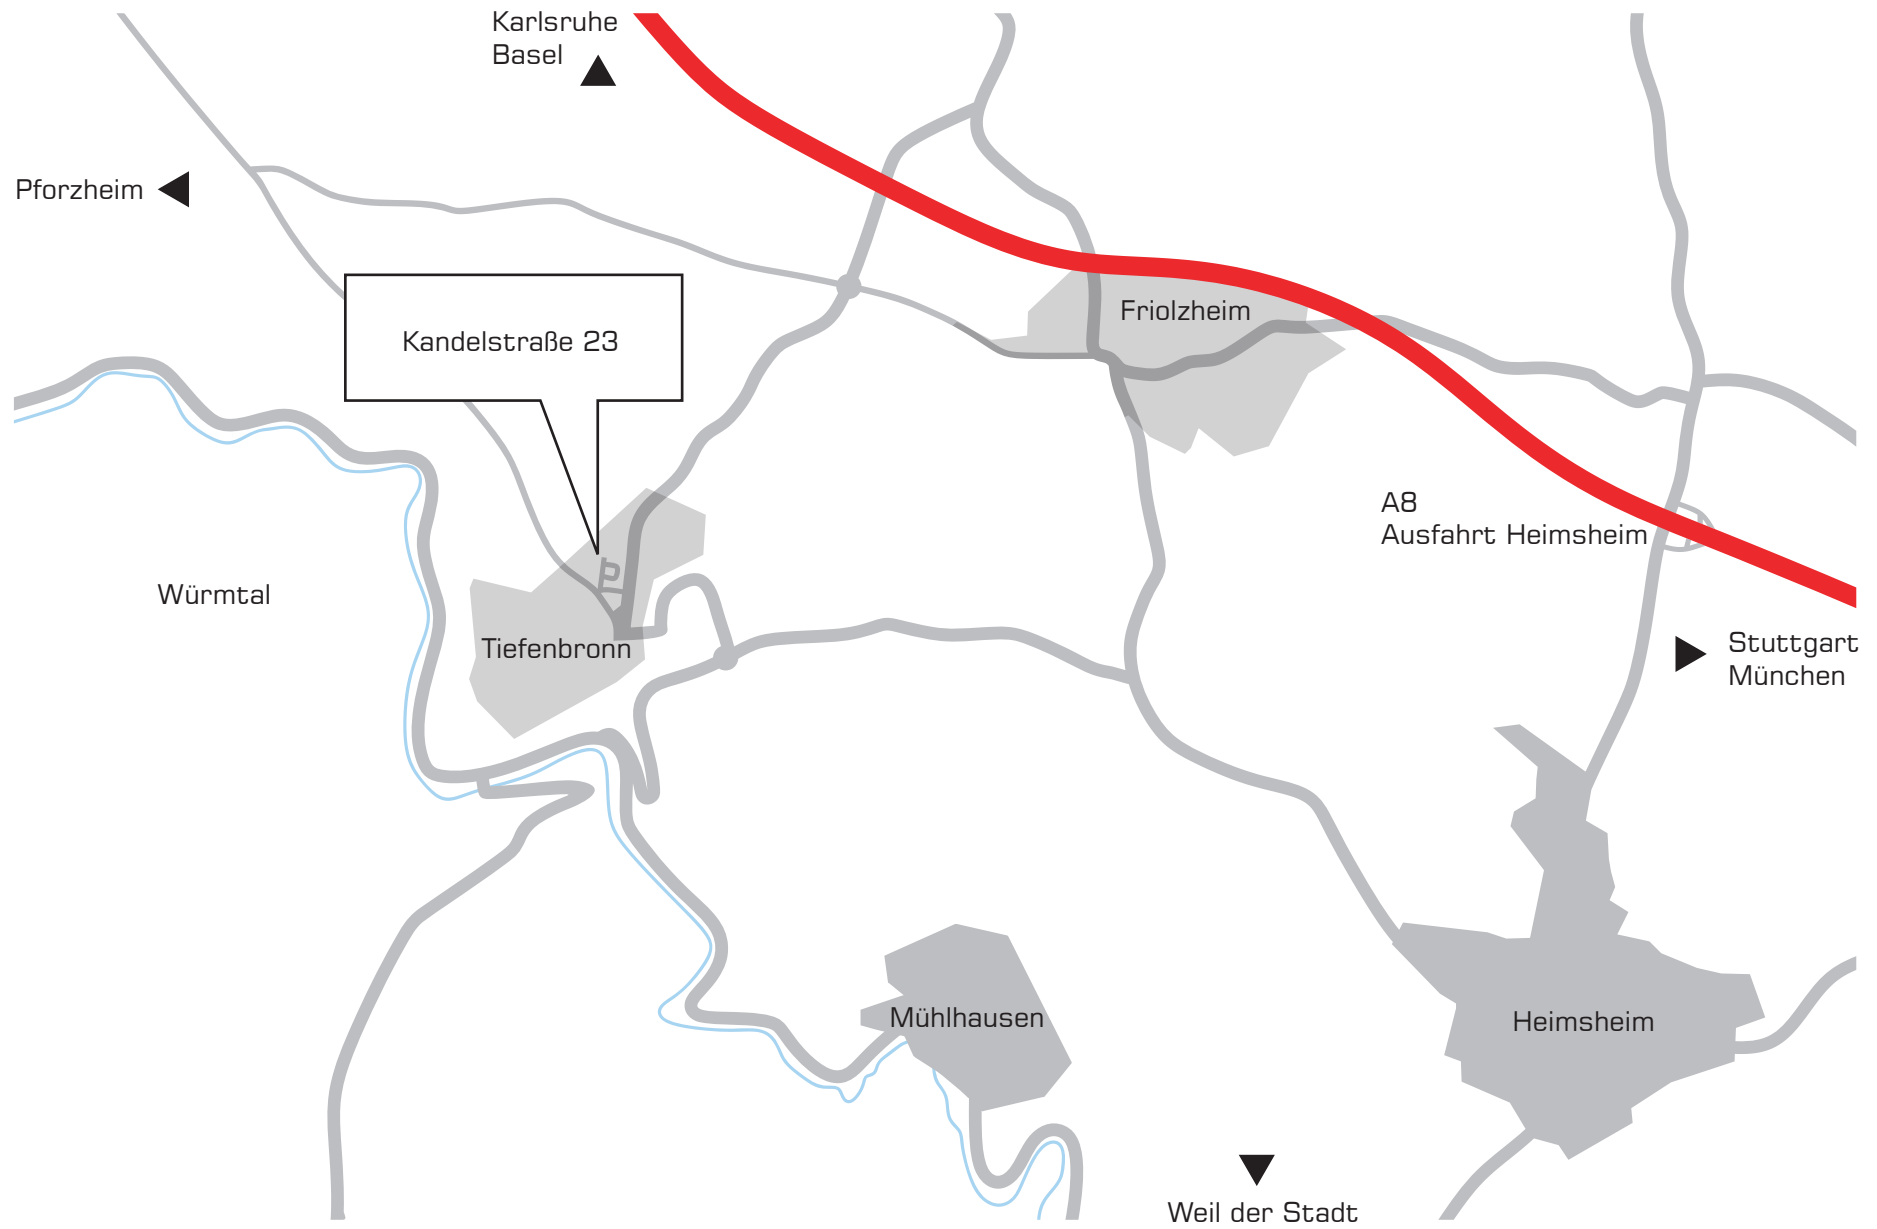 Karlsruhe
Basel
Pforzheim
Friolzheim
Kandelstraße 23
A8
Ausfahrt Heimsheim
Würmtal
Tiefenbronn
Stuttgart
München
Mühlhausen
Heimsheim
Weil der Stadt